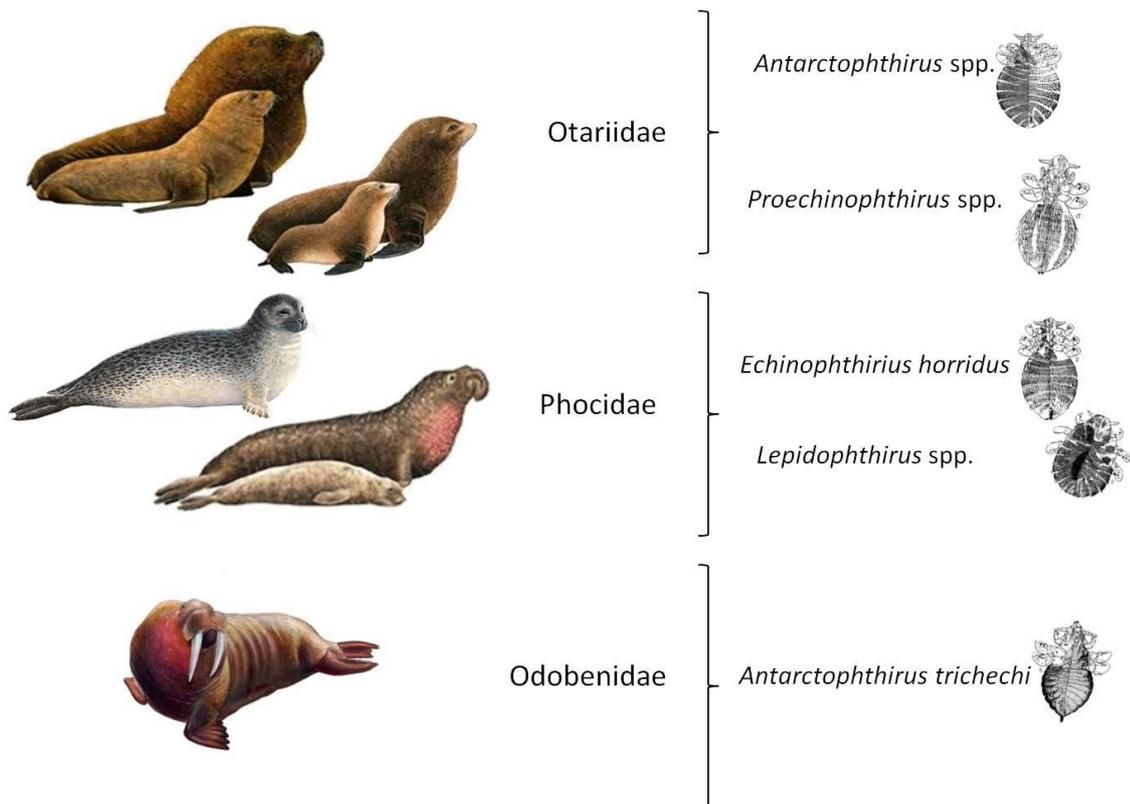 Otariidae
Antarctophthirus spp.
Proechinophthirus spp.
Phocidae
Echinophthirius horridus
Lepidophthirus spp.
Odobenidae
Antarctophthirus trichechi